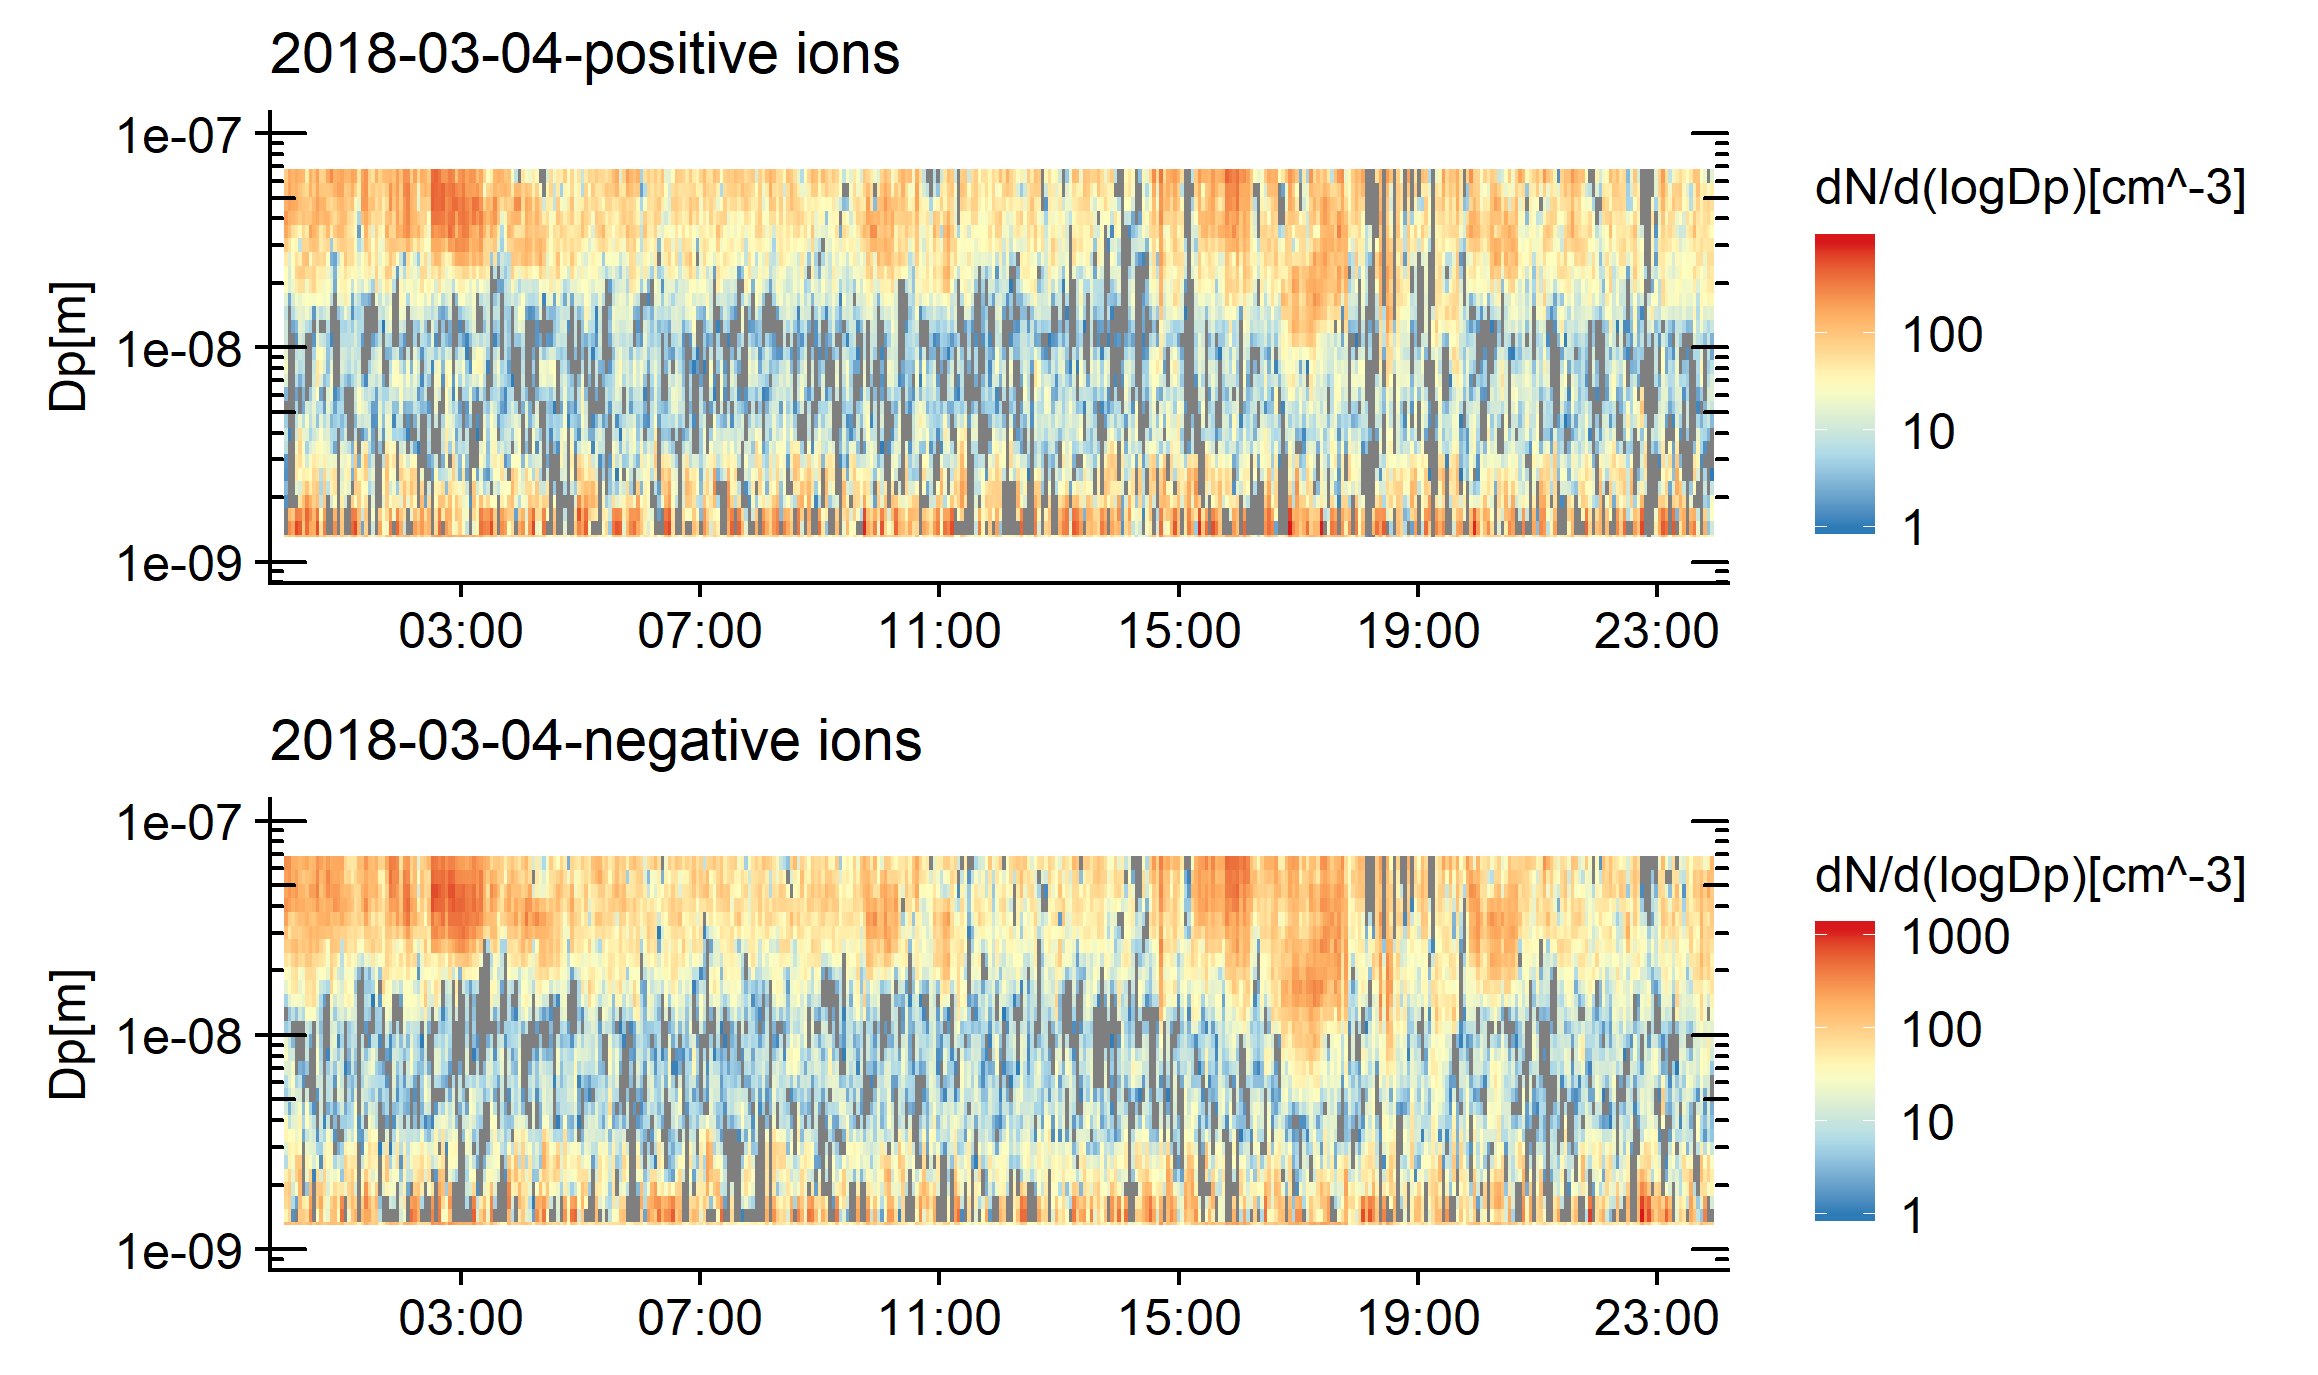 2018-03-04-positive ions
1e-07
1e-08
1e-09
Dp[m]
03:00 07:00 11:00 15:00 19:00 23:00
dN/d(logDp)[cm^-3]
100
10
1
2018-03-04-negative ions
1e-07
1e-08
1e-09
Dp[m]
03:00 07:00 11:00 15:00 19:00 23:00
dN/d(logDp)[cm^-3]
1000
100
10
1